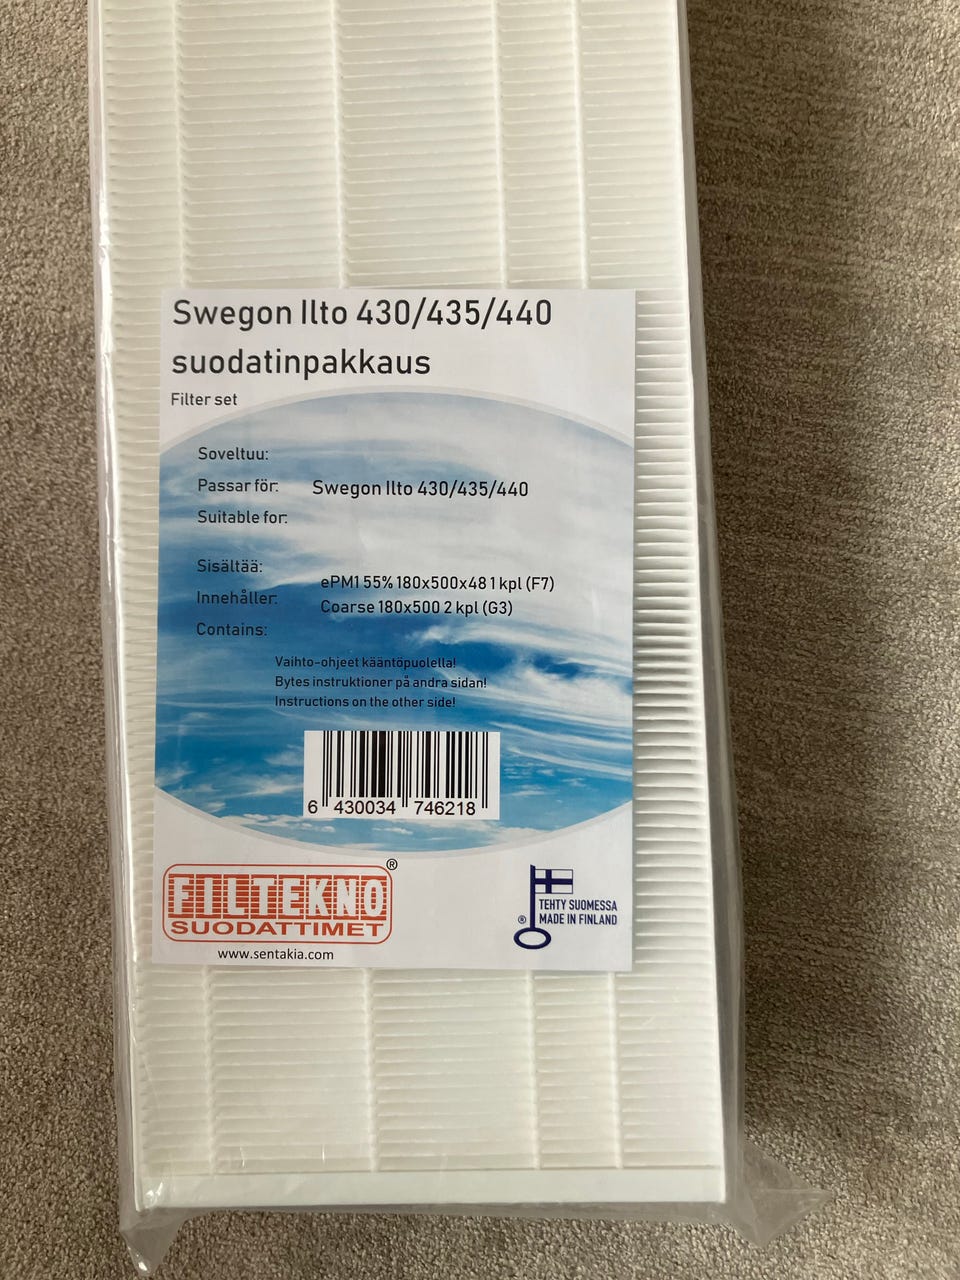 Swegon Ilto 430/435/440
suodatinpakkaus
Filter set
Soveltuu:
Passar för: Swegon Ilto 430/435/440
Suitable for:
Sisältää:
ePM1 55% 180x500x48 1 kpl (F7)
Innehåller:
Coarse 180x500 2 kpl (G3)
Contains:
Vaihto-ohjeet kääntöpuolella!
Bytes instruktioner på andra sidan!
Instructions on the other side!
6 430034 746218
FILTEKNO®
SUODATTIMET
www.sentakia.com
® TEHTY SUOMESSA
MADE IN FINLAND